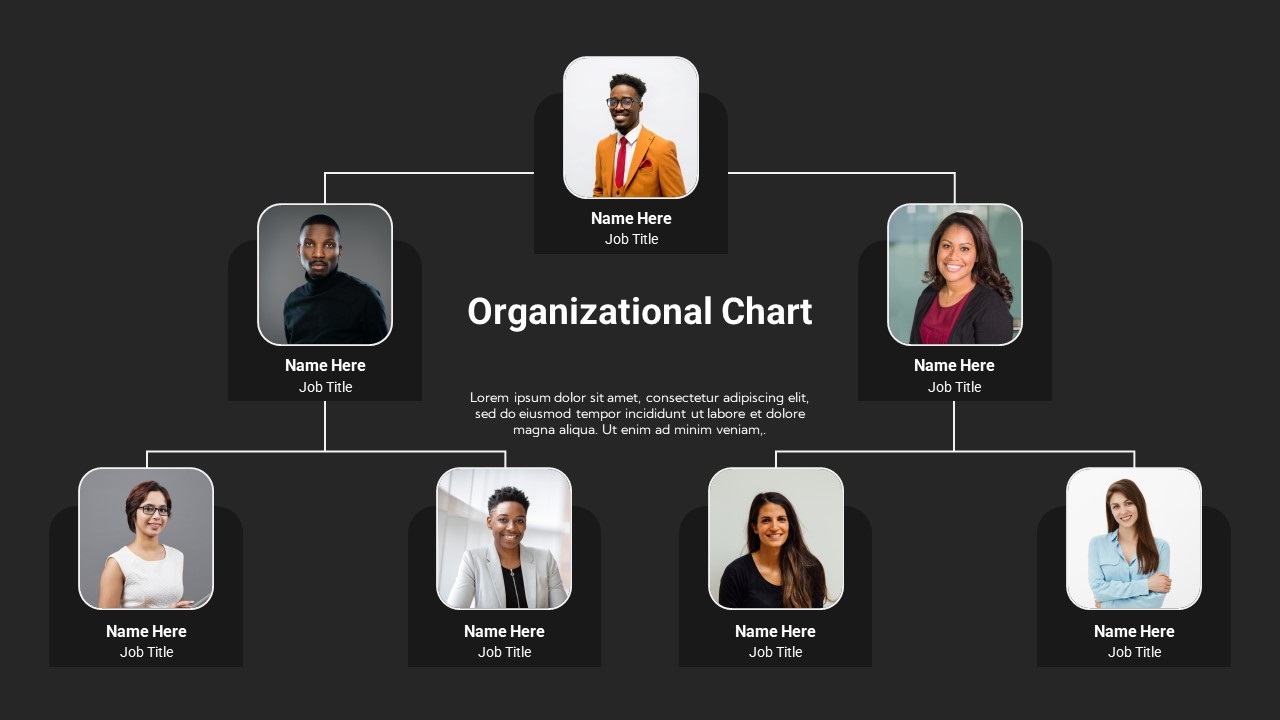 Name Here
Job Title
Name Here
Job Title
Name Here
Job Title
Organizational Chart
Lorem ipsum dolor sit amet, consectetur adipiscing elit,
sed do eiusmod tempor incididunt ut labore et dolore
magna aliqua. Ut enim ad minim veniam,.
Name Here
Job Title
Name Here
Job Title
Name Here
Job Title
Name Here
Job Title